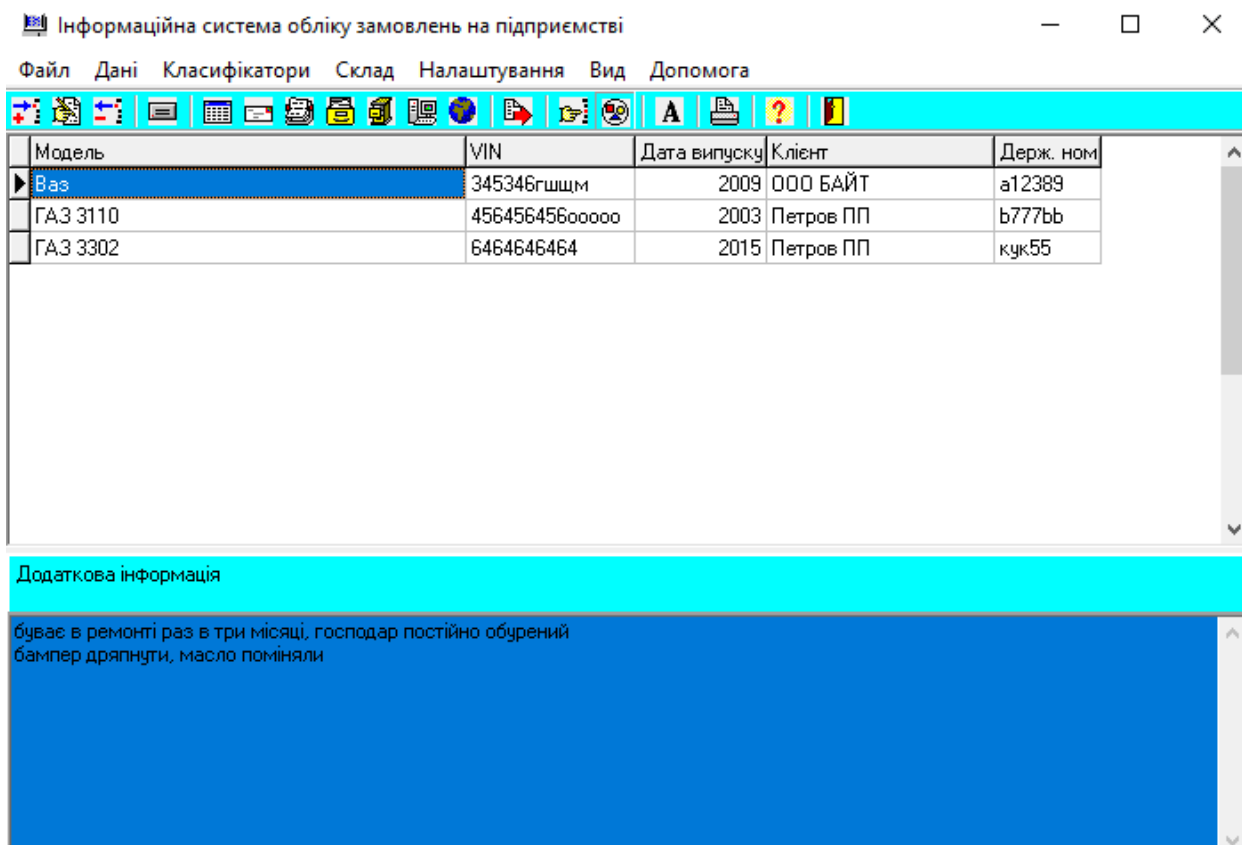 Інформаційна система обліку замовлень на підприємстві
Файл Дані Класифікатори Склад Налаштування Вид Допомога
A ?
Модель VIN Дата випуску Клієнт Держ. ном
Ваз 345346гшщм 2009 ООО БАЙТ а12389
ГАЗ 3110 456456456ооооо 2003 Петров ПП b777bb
ГАЗ 3302 6464646464 2015 Петров ПП кук55
Додаткова інформація
буває в ремонті раз в три місяці, господар постійно обурений
бампер дряпнути, масло поміняли